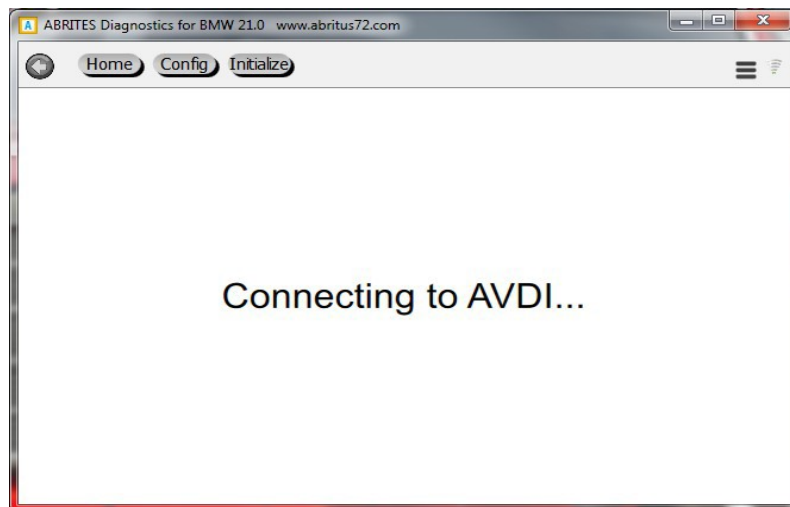 A ABRITES Diagnostics for BMW 21.0 www.abritus72.com
Home Config Initialize
Connecting to AVDI...